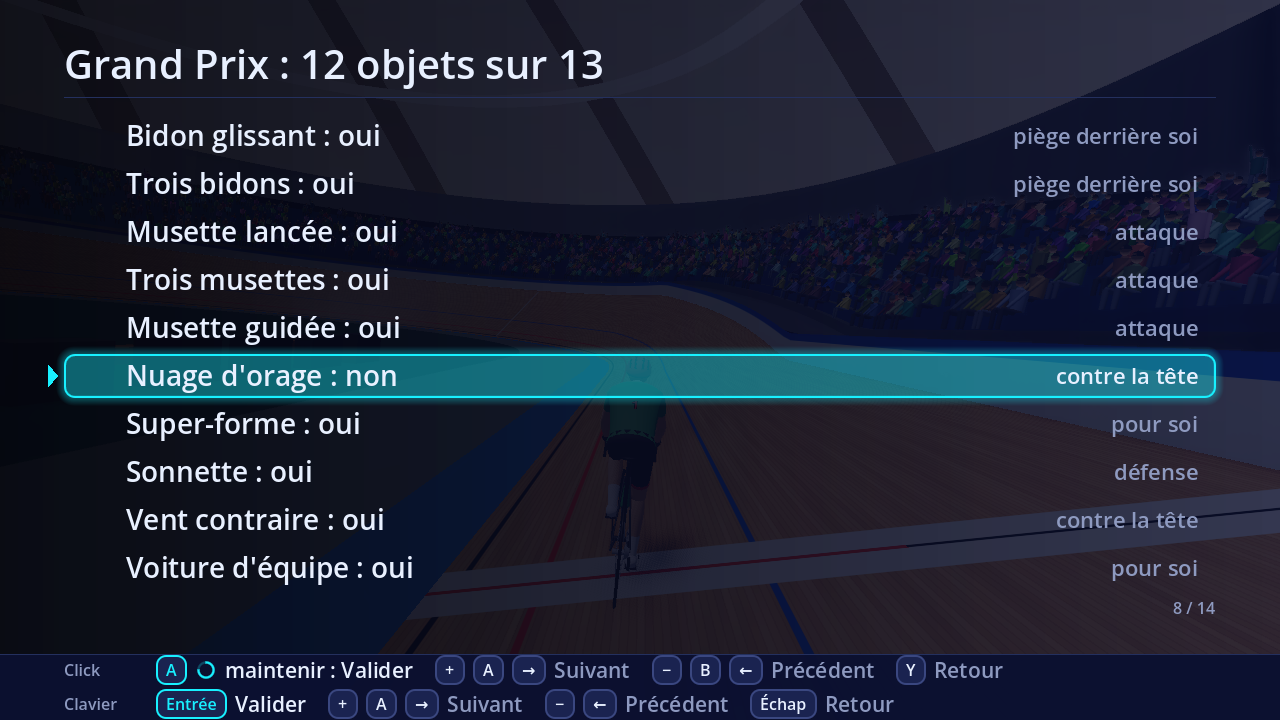 Grand Prix : 12 objets sur 13
Bidon glissant : oui piège derrière soi
Trois bidons : oui piège derrière soi
Musette lancée : oui attaque
Trois musettes : oui attaque
Musette guidée : oui attaque
Nuage d'orage : non contre la tête
Super-forme : oui pour soi
Sonnette : oui défense
Vent contraire : oui contre la tête
Voiture d'équipe : oui pour soi
8 / 14
Click A maintenir : Valider + A → Suivant − B ← Précédent Y Retour
Clavier Entrée Valider + A → Suivant − ← Précédent Échap Retour